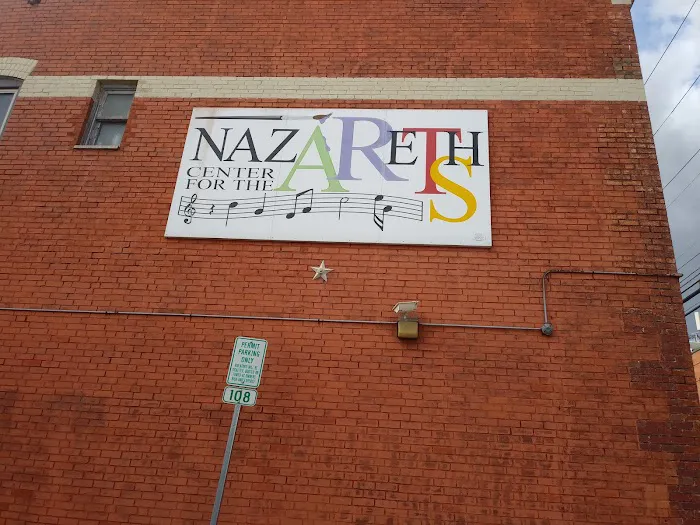 NAZARETH
CENTER
FOR THE
ARTS
PERMIT
PARKING
ONLY
108